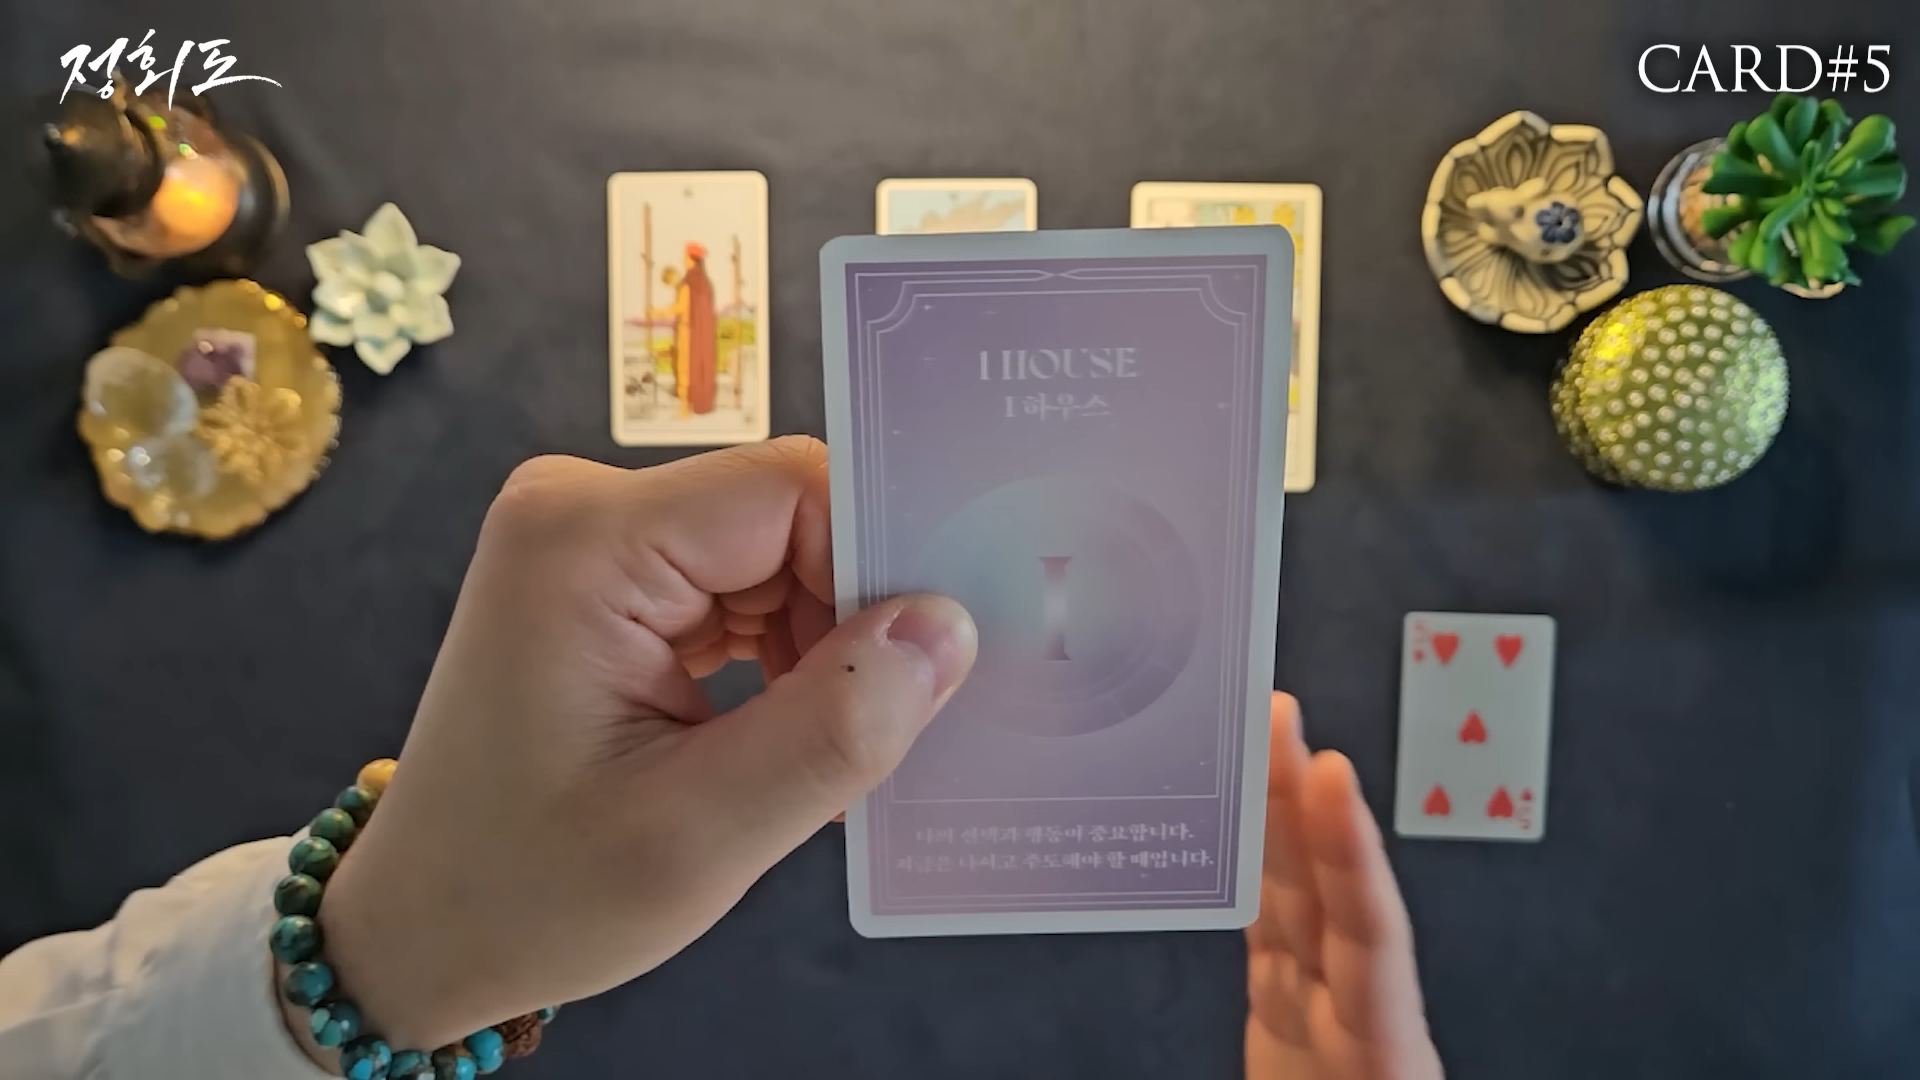 정회도
CARD#5
1 HOUSE
1 하우스
I
나의 선택과 행동이 중요합니다.
지금은 나서고 주도해야 할 때입니다.
5
5